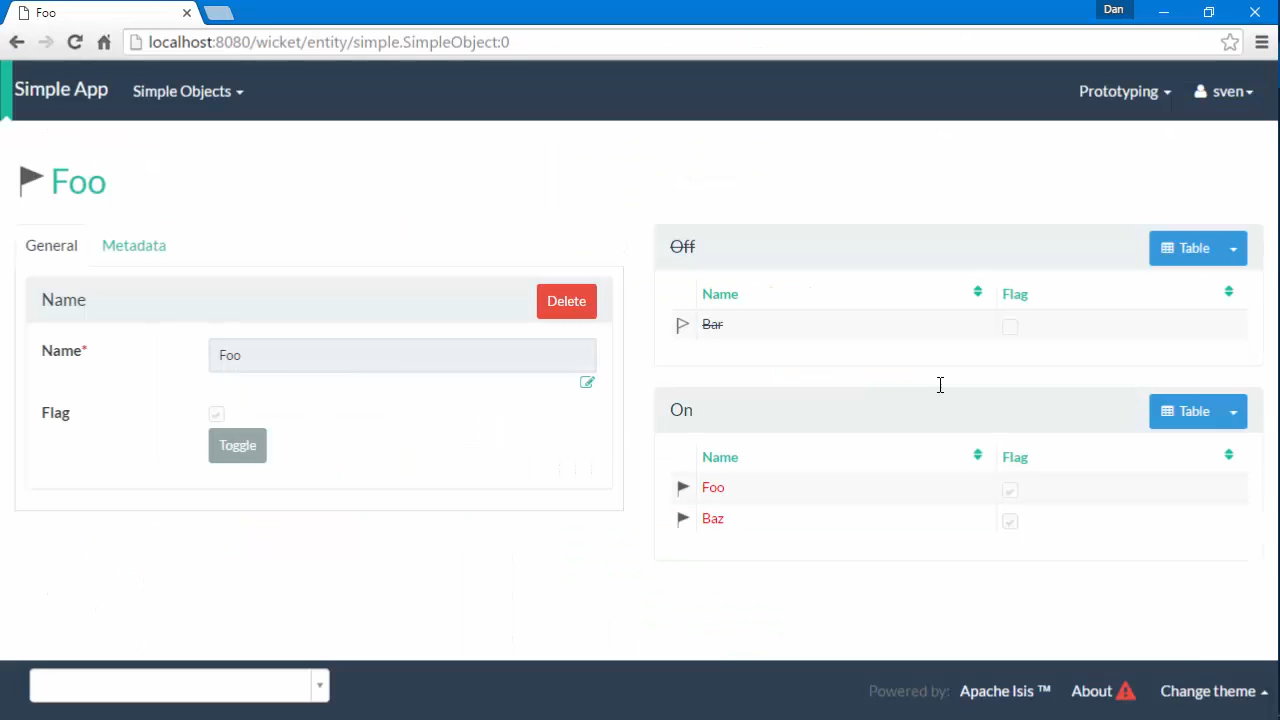 Foo
Dan
localhost:8080/wicket/entity/simple.SimpleObject:0
Simple App
Simple Objects
Prototyping
sven
Foo
General
Metadata
Name
Delete
Name*
Foo
Flag
Toggle
Off
Table
Name
Flag
Bar
On
Table
Name
Flag
Foo
Baz
Powered by: Apache Isis ™
About
Change theme